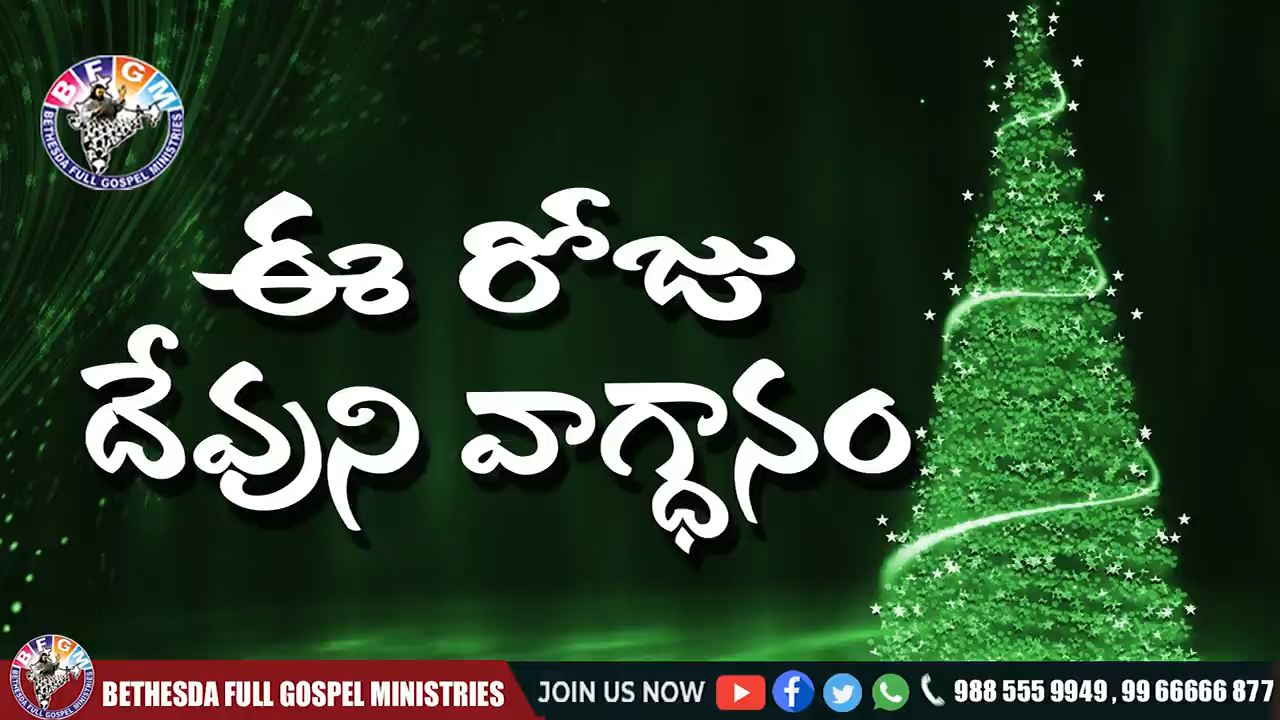 BFGM
BETHESDA FULL GOSPEL MINISTRIES
ఈ రోజు
దేవుని వాగ్ధానం
BFGM
BETHESDA FULL GOSPEL MINISTRIES
BETHESDA FULL GOSPEL MINISTRIES JOIN US NOW 988 555 9949 , 99 66666 877